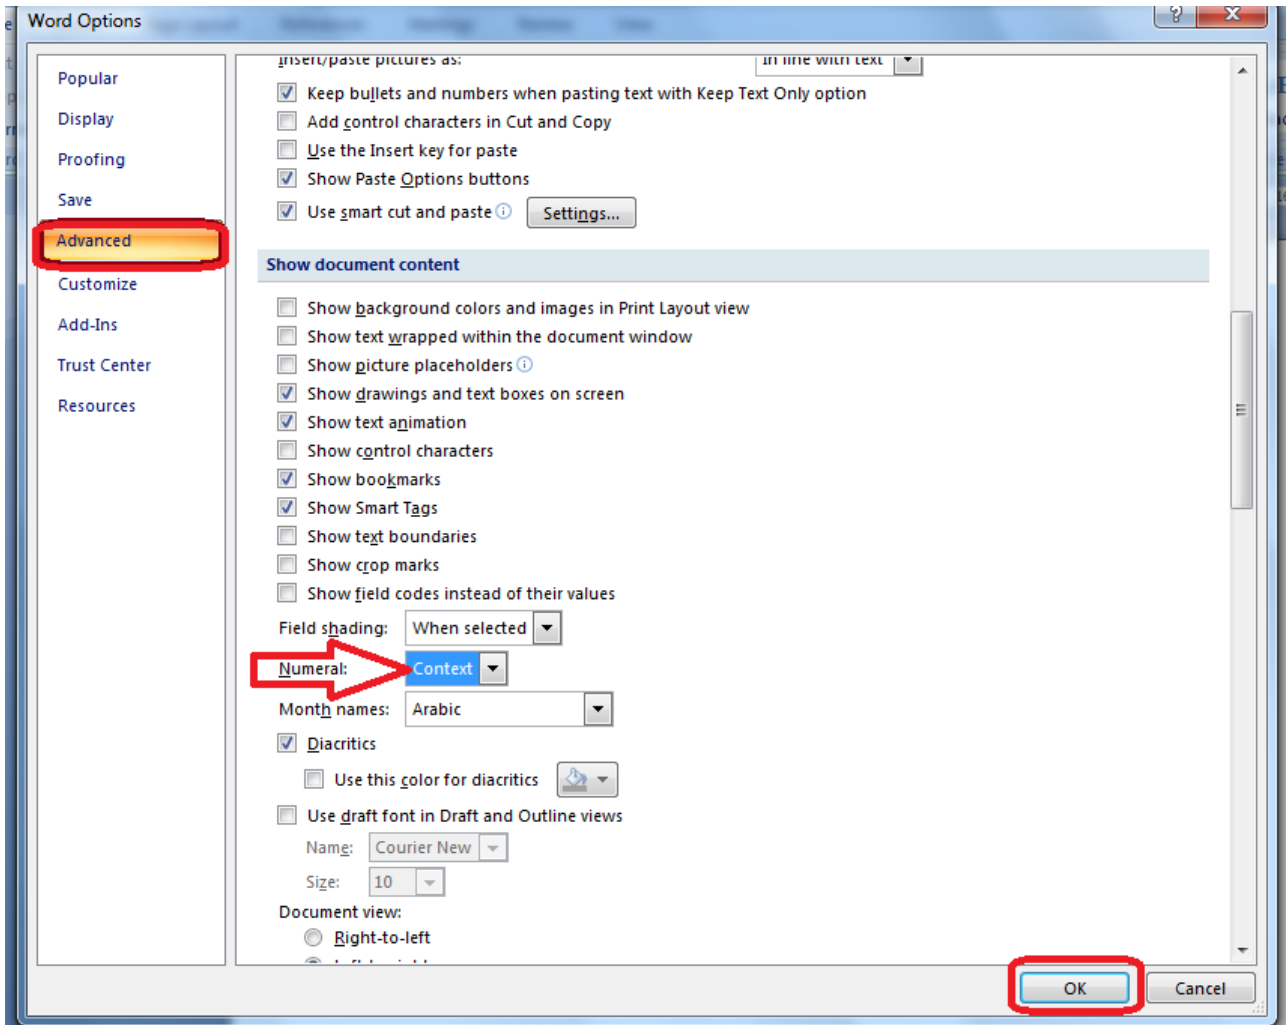 Word Options
Popular
Display
Proofing
Save
Advanced
Customize
Add-Ins
Trust Center
Resources
Insert/paste pictures as: In line with text
Keep bullets and numbers when pasting text with Keep Text Only option
Add control characters in Cut and Copy
Use the Insert key for paste
Show Paste Options buttons
Use smart cut and paste Settings...
Show document content
Show background colors and images in Print Layout view
Show text wrapped within the document window
Show picture placeholders
Show drawings and text boxes on screen
Show text animation
Show control characters
Show bookmarks
Show Smart Tags
Show text boundaries
Show crop marks
Show field codes instead of their values
Field shading: When selected
Numeral: Context
Month names: Arabic
Diacritics
Use this color for diacritics
Use draft font in Draft and Outline views
Name: Courier New
Size: 10
Document view:
Right-to-left
OK Cancel